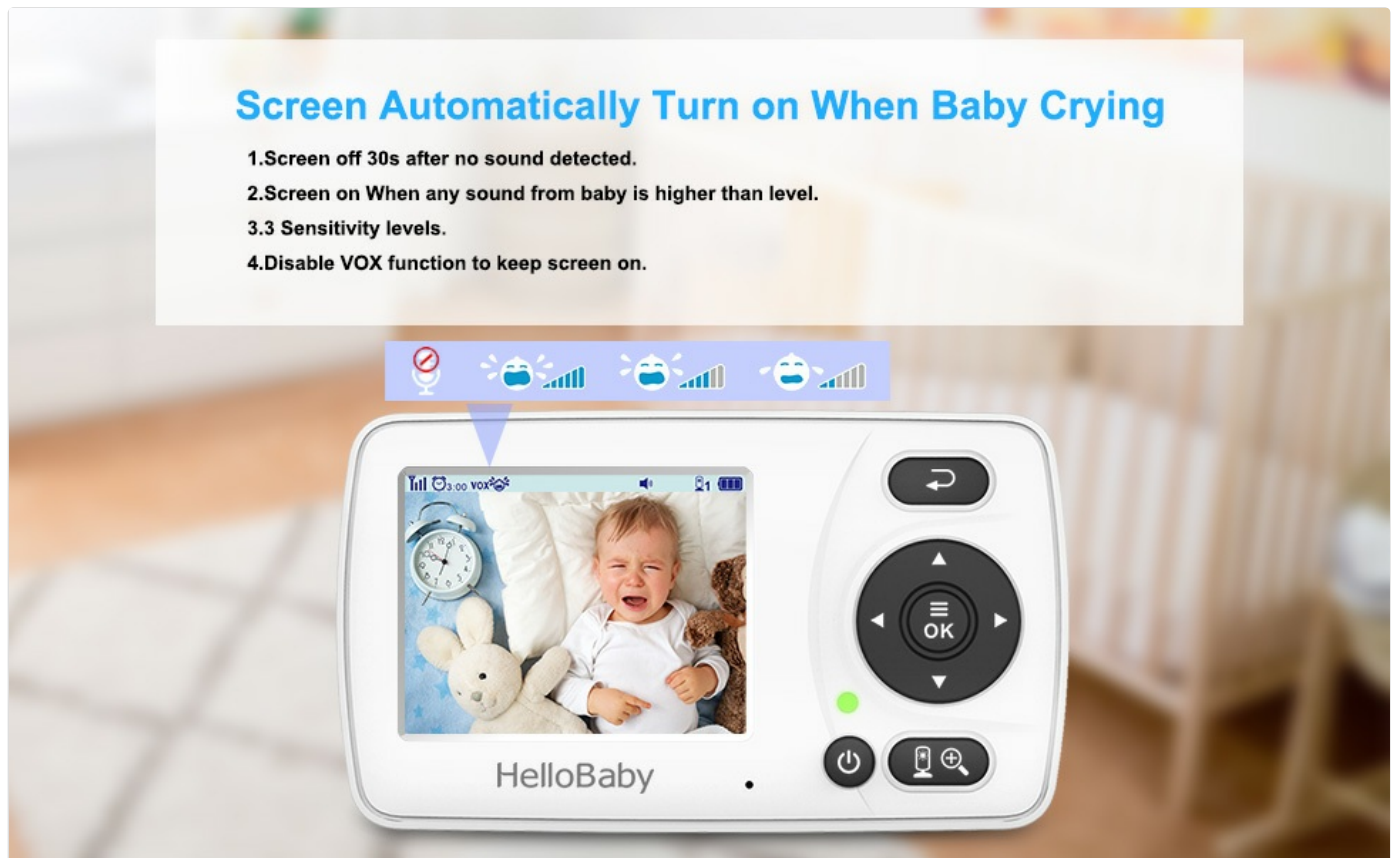 Screen Automatically Turn on When Baby Crying
1.Screen off 30s after no sound detected.
2.Screen on When any sound from baby is higher than level.
3.3 Sensitivity levels.
4.Disable VOX function to keep screen on.
3:00 VOX 1
OK
HelloBaby